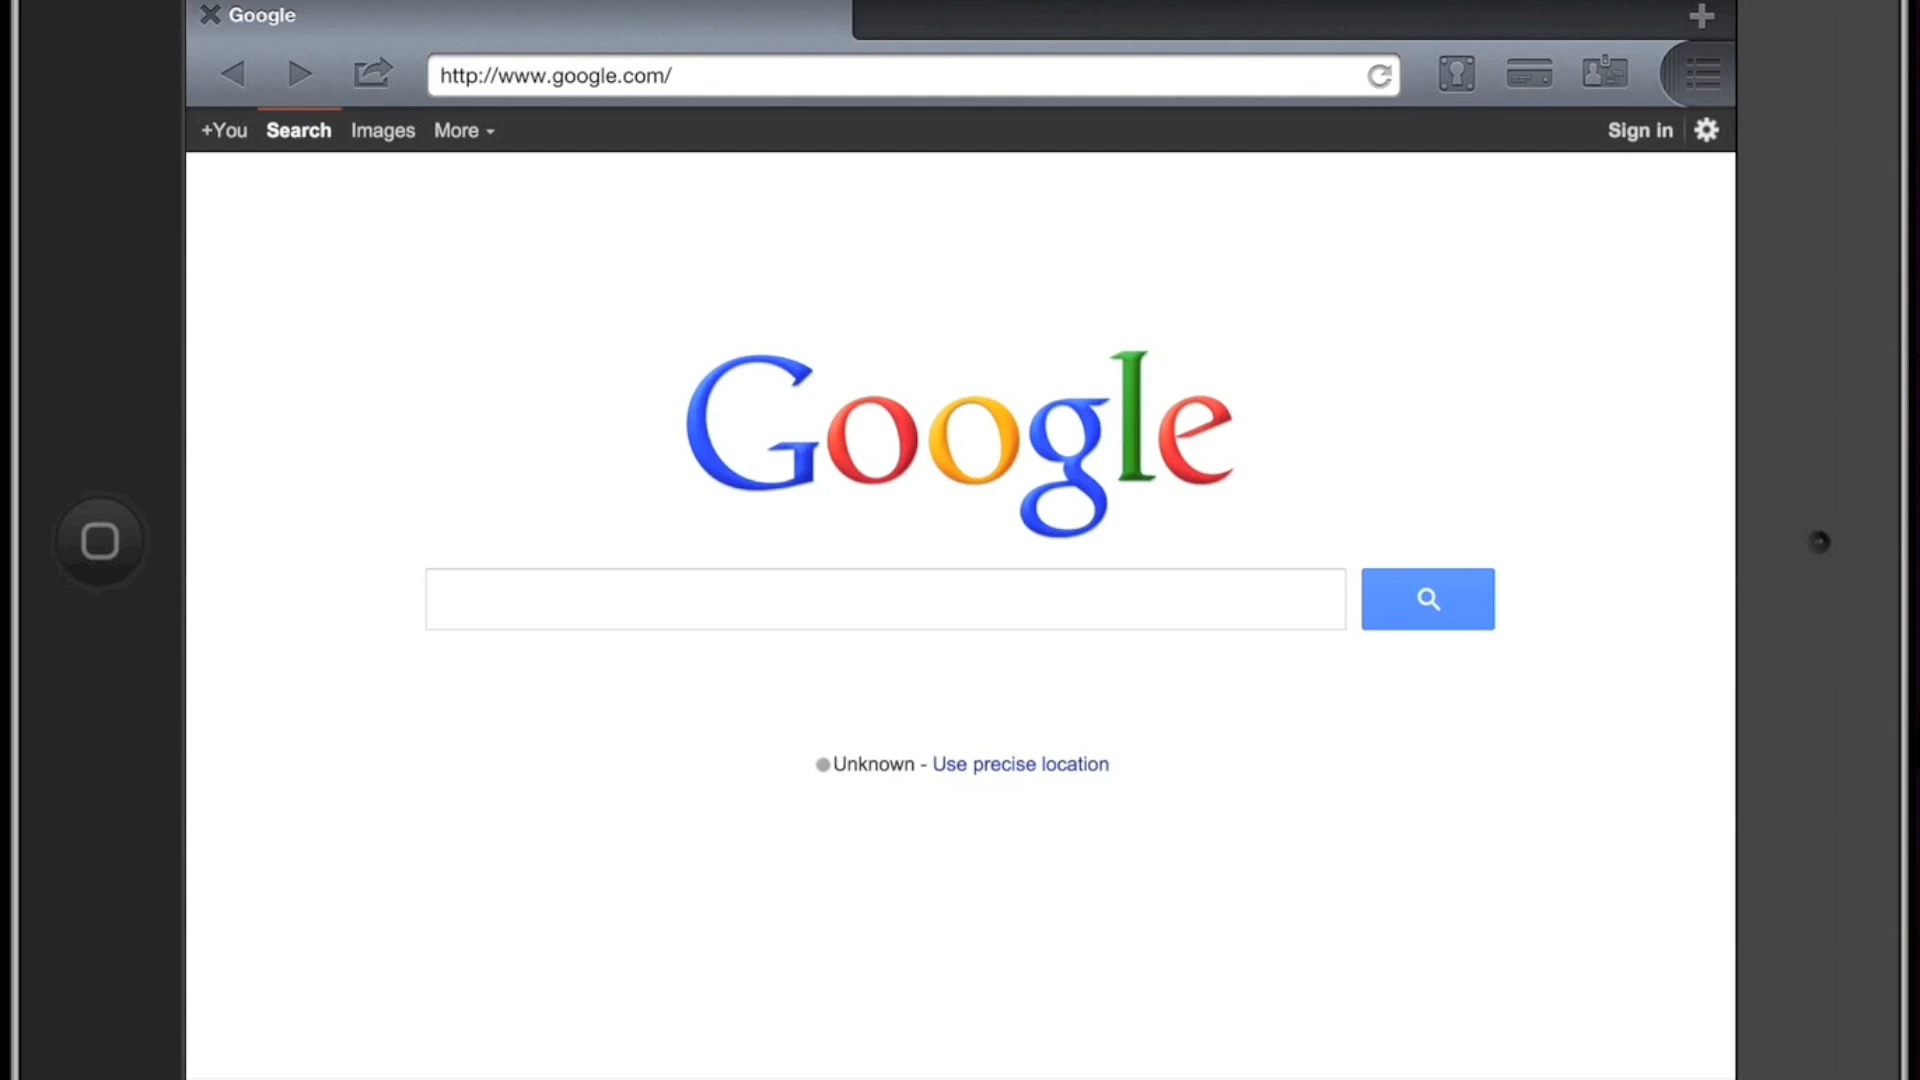 Google
http://www.google.com/
+You Search Images More Sign in
Google
Unknown - Use precise location